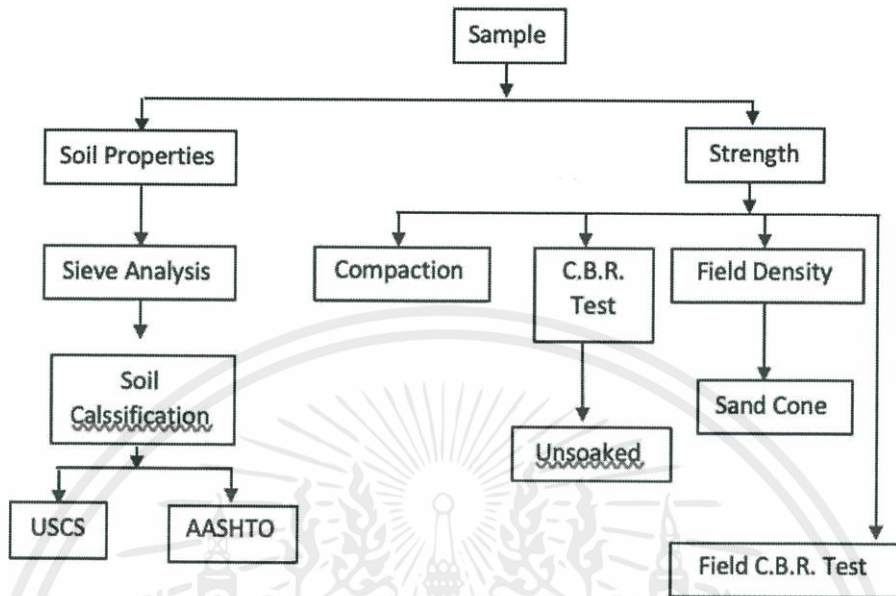 Sample
Soil Properties
Strength
Sieve Analysis
Compaction
C.B.R.
Test
Field Density
Soil
Calssification
Sand Cone
Unsoaked
USCS
AASHTO
Field C.B.R. Test